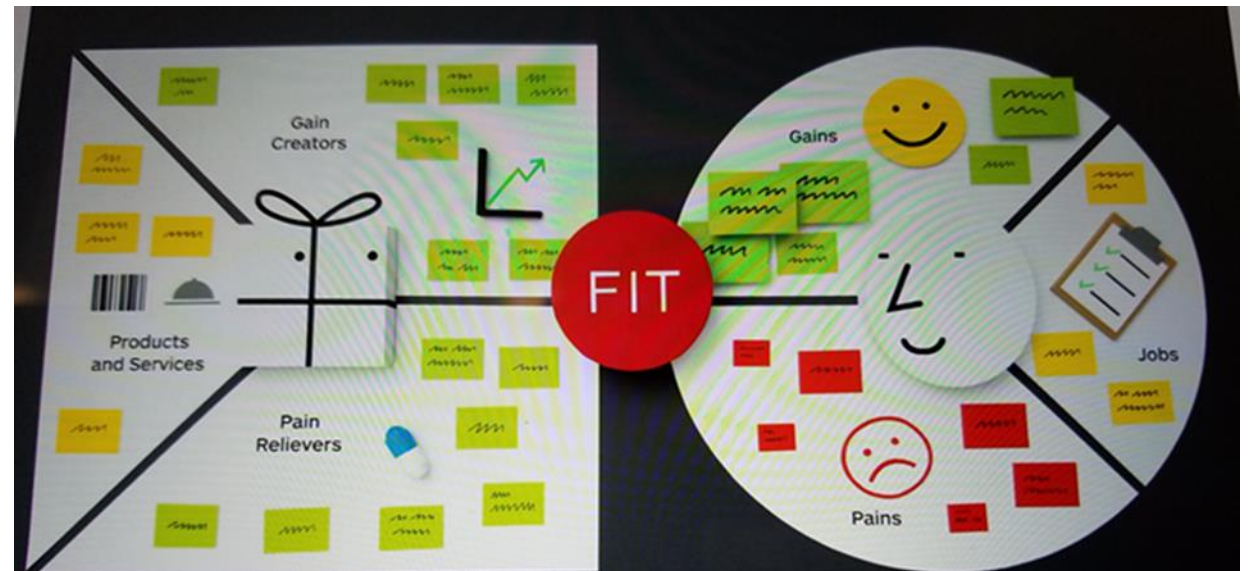 Gain
Creators
Gains
FIT
Products
and Services
Jobs
Pain
Relievers
Pains